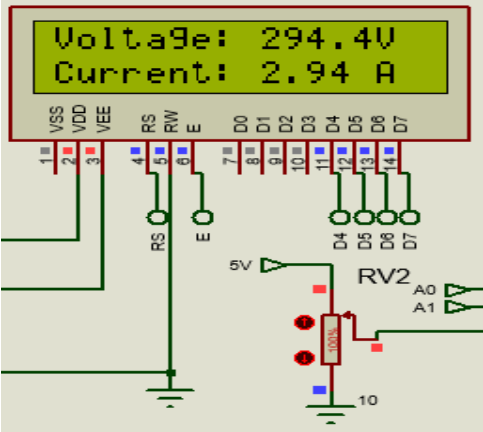 Voltage: 294.4V
Current: 2.94 A
VSS VDD VEE RS RW E D0 D1 D2 D3 D4 D5 D6 D7
1 2 3 4 5 6 7 8 9 10 11 12 13 14
RS E D4 D5 D6 D7
5V
RV2
A0
A1
100%
10